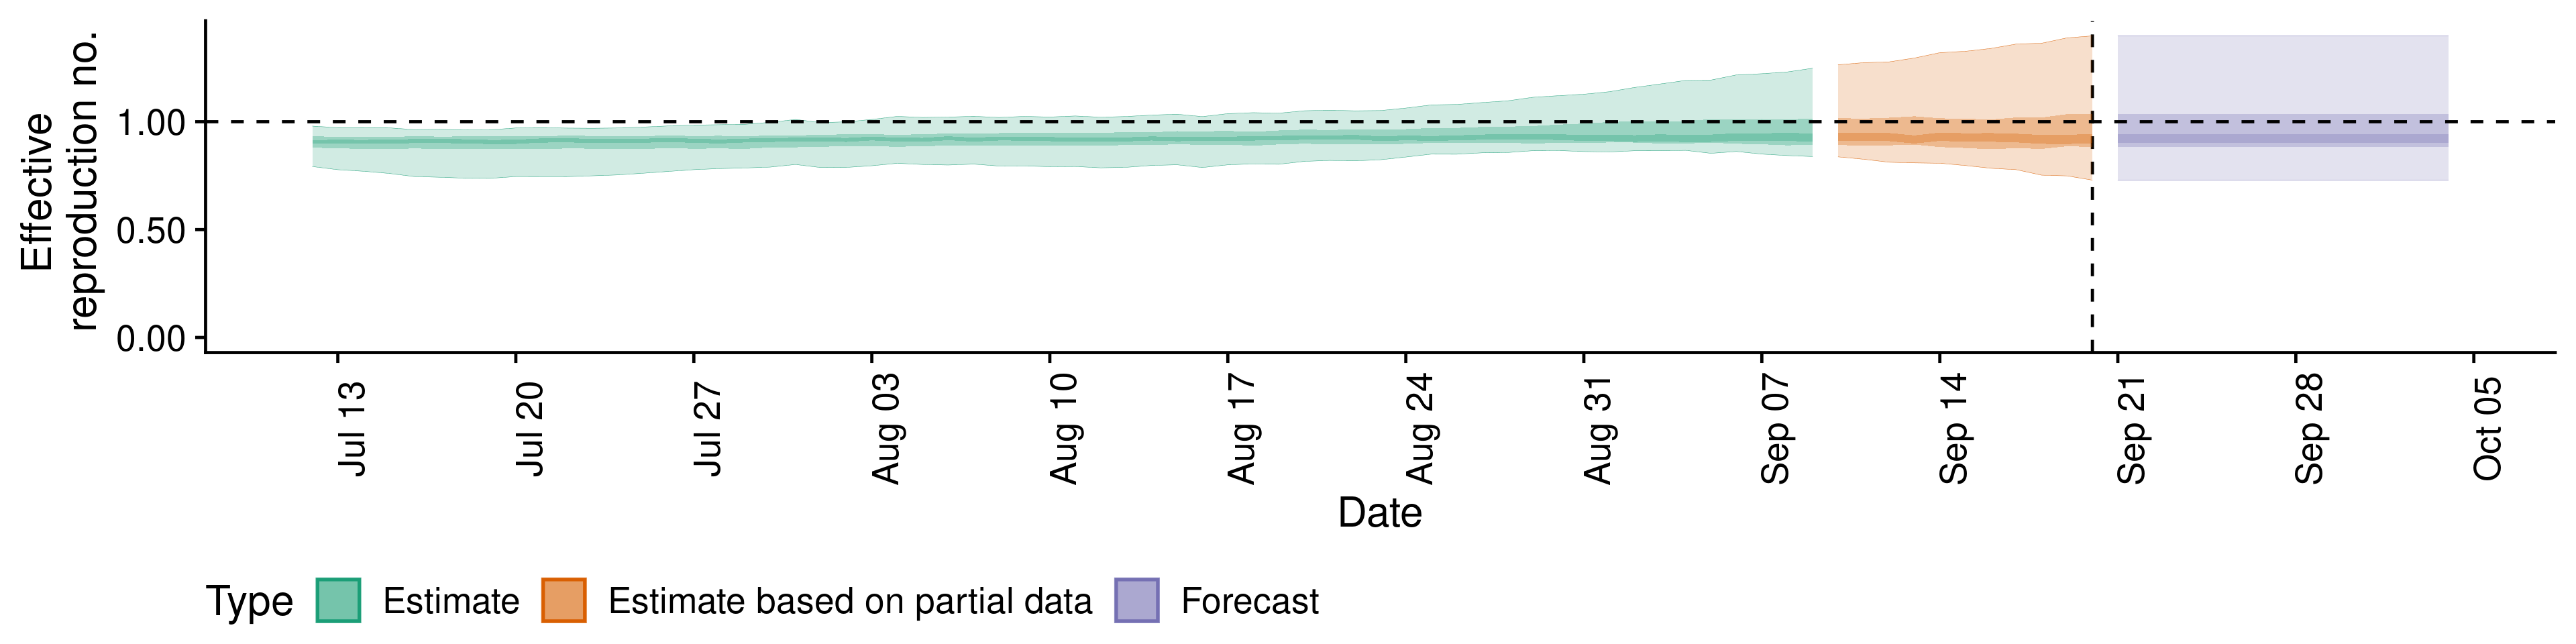 Effective
reproduction no.
1.00
0.50
0.00
Jul 13
Jul 20
Jul 27
Aug 03
Aug 10
Aug 17
Aug 24
Aug 31
Sep 07
Sep 14
Sep 21
Sep 28
Oct 05
Date
Type Estimate Estimate based on partial data Forecast